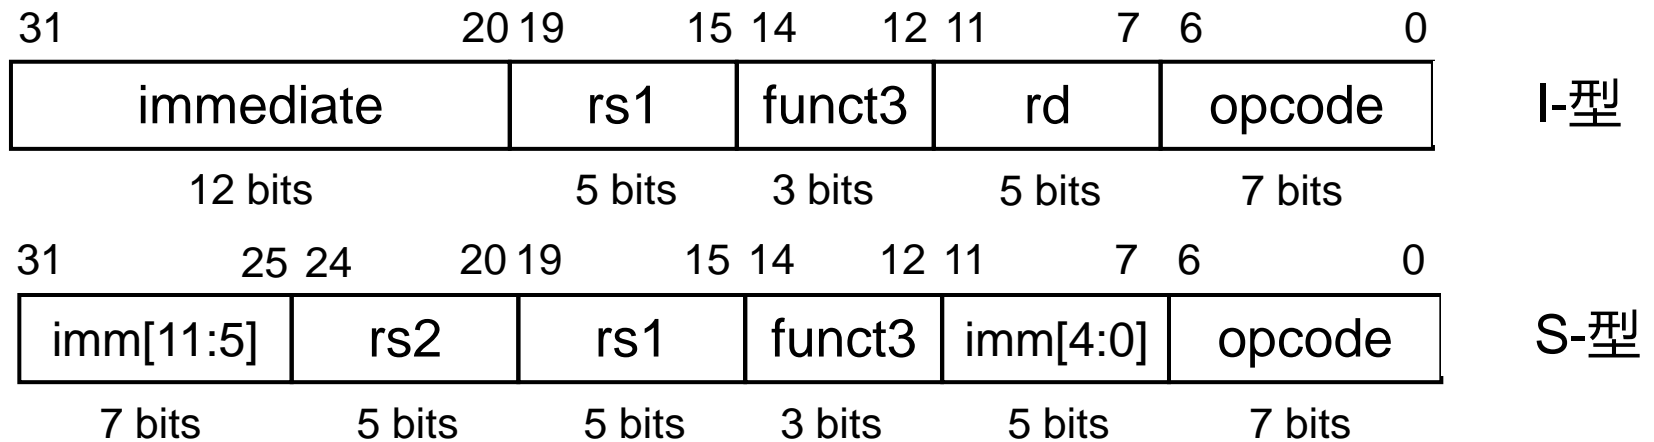 31 20 19 15 14 12 11 7 6 0
immediate rs1 funct3 rd opcode I-型
12 bits 5 bits 3 bits 5 bits 7 bits
31 25 24 20 19 15 14 12 11 7 6 0
imm[11:5] rs2 rs1 funct3 imm[4:0] opcode S-型
7 bits 5 bits 5 bits 3 bits 5 bits 7 bits